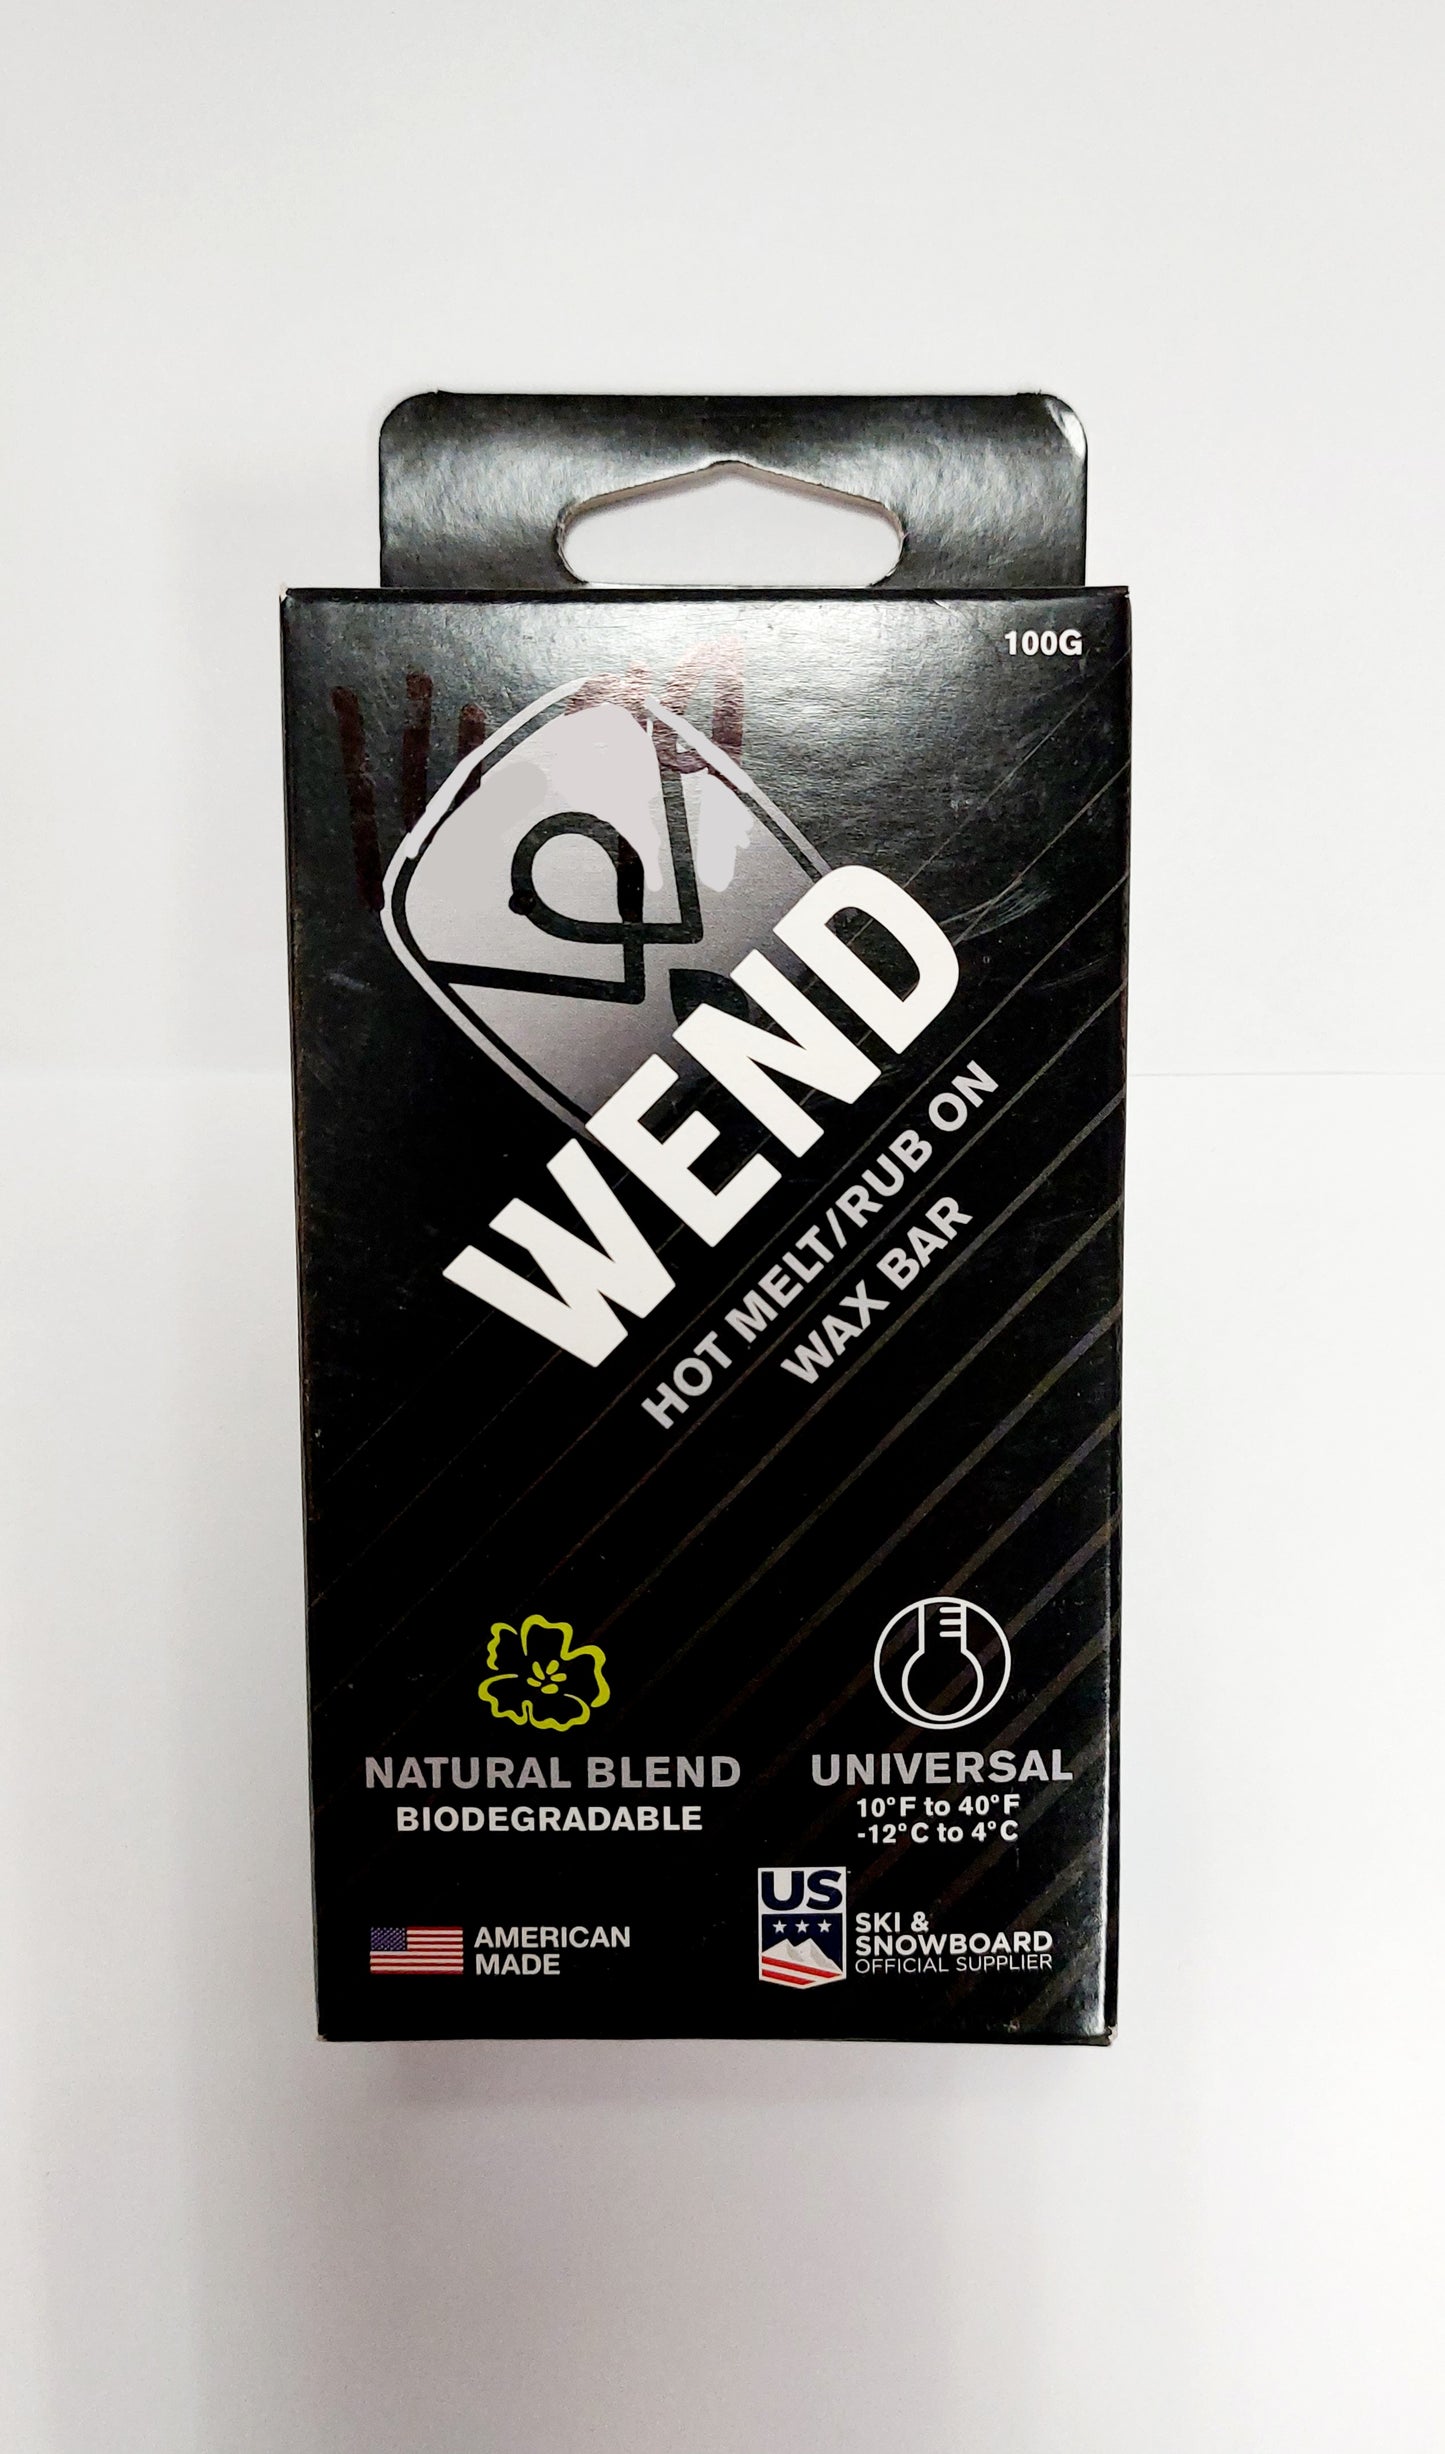 100G
WEND
HOT MELT/RUB ON
WAX BAR
NATURAL BLEND
BIODEGRADABLE
UNIVERSAL
10°F to 40°F
-12°C to 4°C
AMERICAN
MADE
US
SKI &
SNOWBOARD
OFFICIAL SUPPLIER